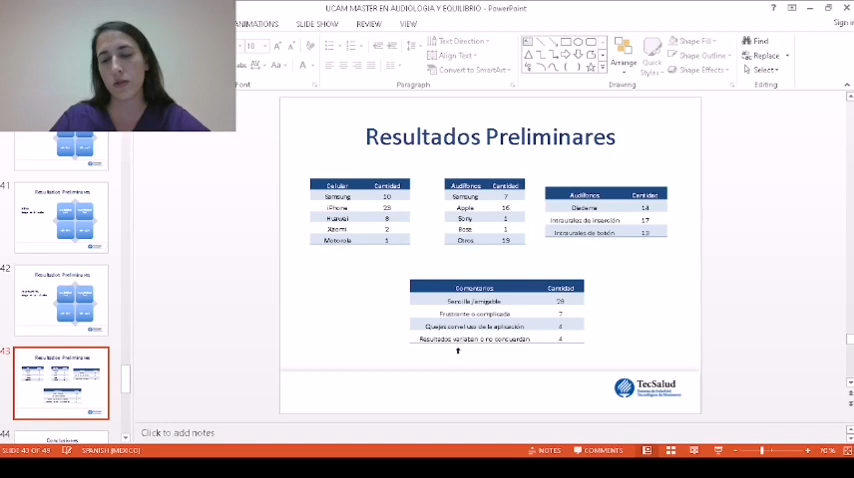 UCAM MASTER EN AUDIOLOGIA Y EQUILIBRIO - PowerPoint
ANIMATIONS SLIDE SHOW REVIEW VIEW
Sign in
18
Text Direction
Align Text
Convert to SmartArt
Arrange
Quick Styles
Shape Fill
Shape Outline
Shape Effects
Find
Replace
Select
Font
Paragraph
Drawing
Editing
41
Resultados Preliminares
42
Resultados Preliminares
43
Resultados Preliminares
44
Conclusiones
Resultados Preliminares
Celular Cantidad
Samsung 10
iPhone 23
Huawei 8
Xiaomi 2
Motorola 1
Audífonos Cantidad
Samsung 7
Apple 16
Sony 1
Bose 1
Otros 19
Audífonos Cantidad
Diadema 14
Intraurales de inserción 17
Intraurales de botón 13
Comentarios Cantidad
Sencilla/amigable 29
Frustrante o complicada 7
Quejas con el uso de la aplicación 4
Resultados variaban o no concuerdan 4
TecSalud
Click to add notes
SLIDE 43 OF 49 SPANISH (MEXICO)
NOTES COMMENTS
70%